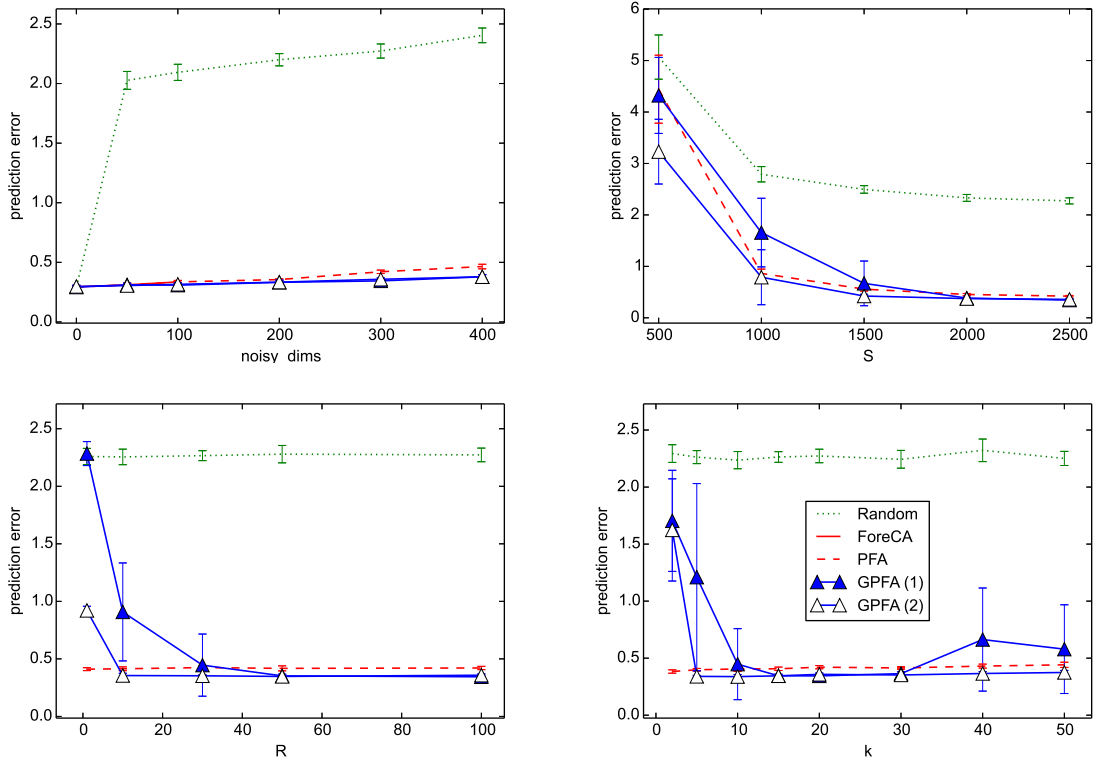 2.5
2.0
1.5
1.0
0.5
0.0
prediction error
0 100 200 300 400
noisy_dims
6
5
4
3
2
1
0
prediction error
500 1000 1500 2000 2500
S
2.5
2.0
1.5
1.0
0.5
0.0
prediction error
0 20 40 60 80 100
R
2.5
2.0
1.5
1.0
0.5
0.0
prediction error
Random
ForeCA
PFA
GPFA (1)
GPFA (2)
0 10 20 30 40 50
k